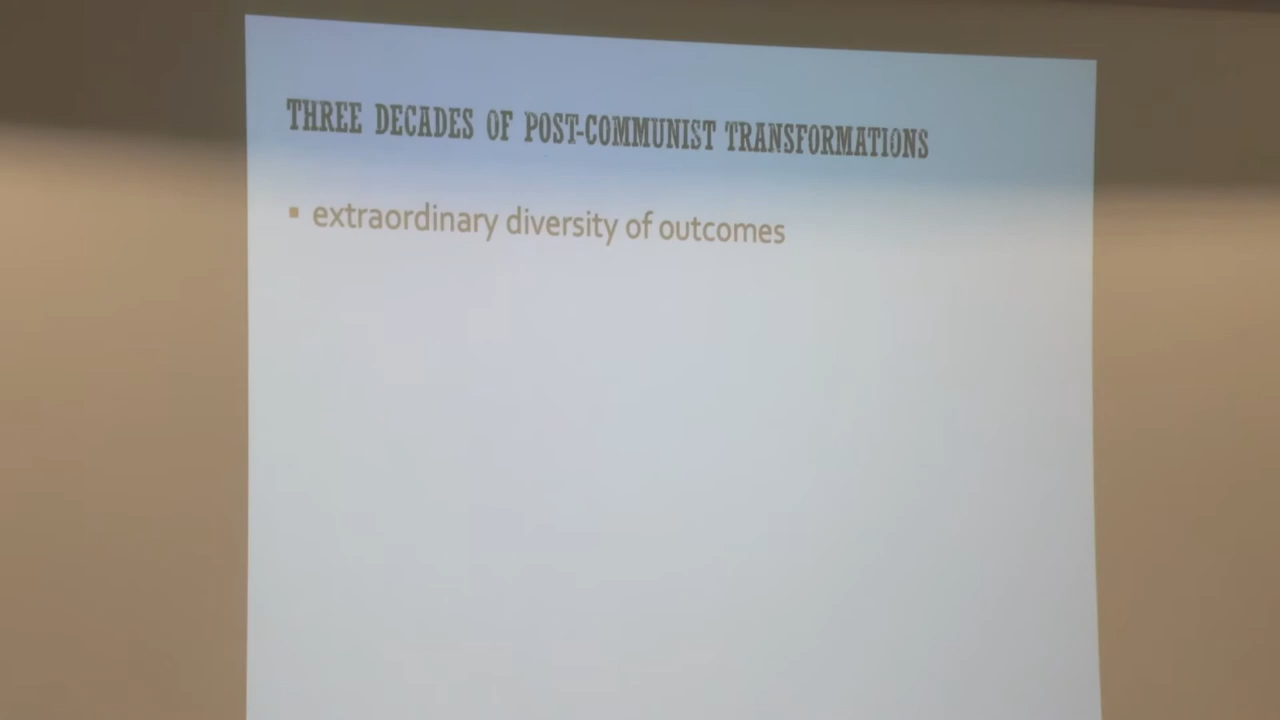 THREE DECADES OF POST-COMMUNIST TRANSFORMATIONS
▪ extraordinary diversity of outcomes